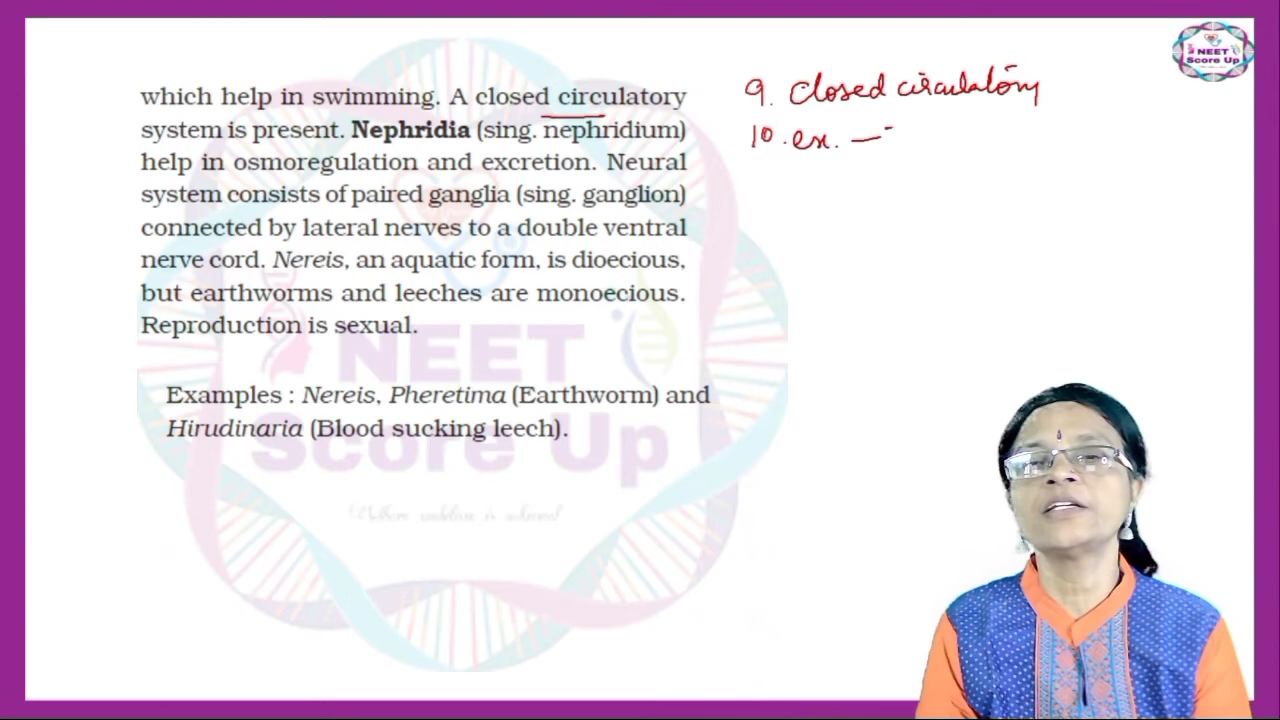 which help in swimming. A closed circulatory
system is present. Nephridia (sing. nephridium)
help in osmoregulation and excretion. Neural
system consists of paired ganglia (sing. ganglion)
connected by lateral nerves to a double ventral
nerve cord. Nereis, an aquatic form, is dioecious,
but earthworms and leeches are monoecious.
Reproduction is sexual.
Examples : Nereis, Pheretima (Earthworm) and
Hirudinaria (Blood sucking leech).
9. Closed circulatory
10. ex. —
NEET
Score Up
NEET
Score Up